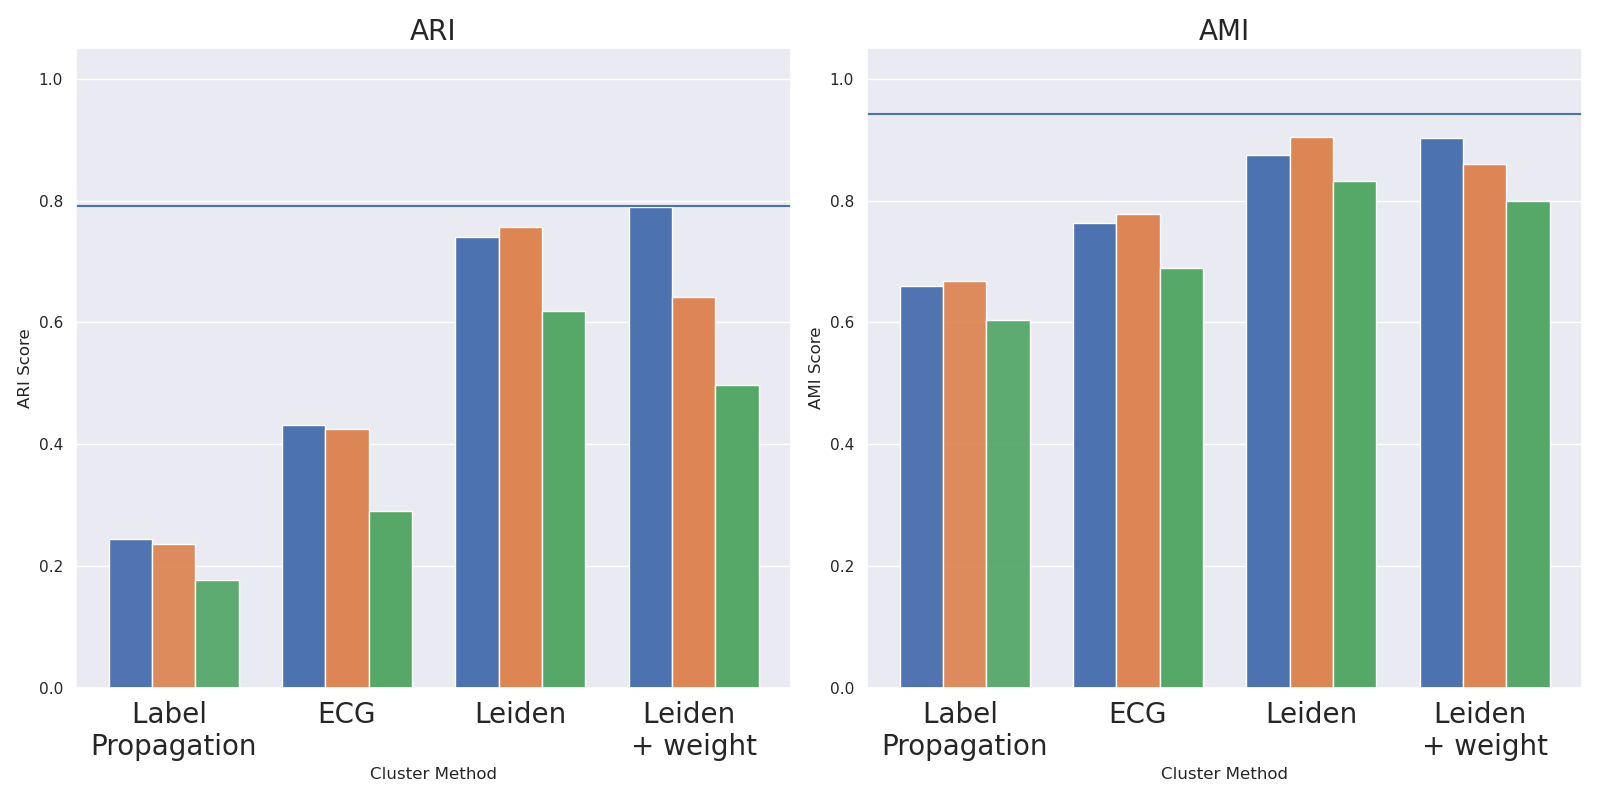 ARI
1.0
0.8
0.6
0.4
0.2
0.0
ARI Score
Label
Propagation
ECG
Leiden
Leiden
+ weight
Cluster Method
AMI
1.0
0.8
0.6
0.4
0.2
0.0
AMI Score
Label
Propagation
ECG
Leiden
Leiden
+ weight
Cluster Method